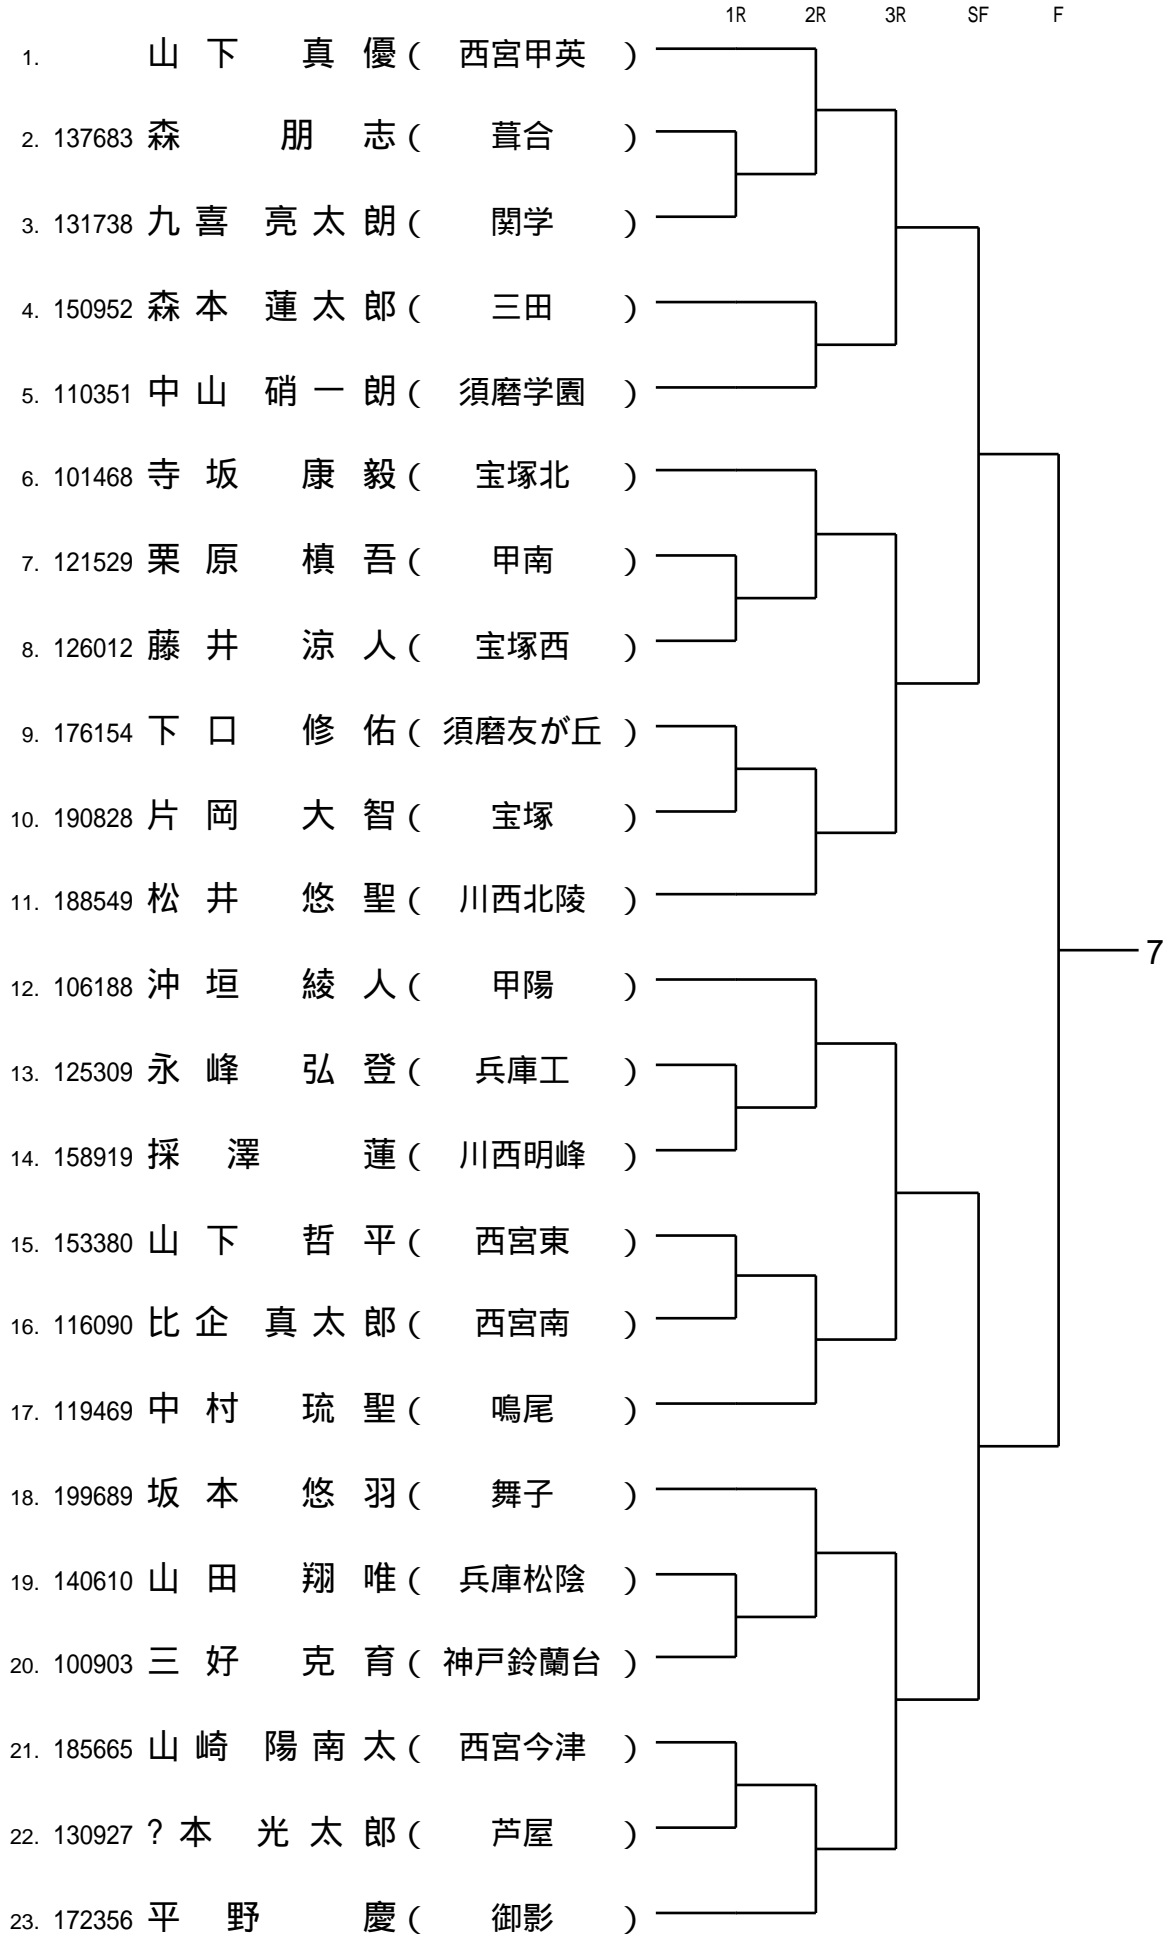 1R 2R 3R SF F
1. 山下 真優 ( 西宮甲英 )
2. 137683 森 朋志 ( 葺合 )
3. 131738 九喜 亮太朗 ( 関学 )
4. 150952 森本 蓮太郎 ( 三田 )
5. 110351 中山 硝一朗 ( 須磨学園 )
6. 101468 寺坂 康毅 ( 宝塚北 )
7. 121529 栗原 槙吾 ( 甲南 )
8. 126012 藤井 涼人 ( 宝塚西 )
9. 176154 下口 修佑 ( 須磨友が丘 )
10. 190828 片岡 大智 ( 宝塚 )
11. 188549 松井 悠聖 ( 川西北陵 )
7
12. 106188 沖垣 綾人 ( 甲陽 )
13. 125309 永峰 弘登 ( 兵庫工 )
14. 158919 採澤 蓮 ( 川西明峰 )
15. 153380 山下 哲平 ( 西宮東 )
16. 116090 比企 真太郎 ( 西宮南 )
17. 119469 中村 琉聖 ( 鳴尾 )
18. 199689 坂本 悠羽 ( 舞子 )
19. 140610 山田 翔唯 ( 兵庫松陰 )
20. 100903 三好 克育 ( 神戸鈴蘭台 )
21. 185665 山崎 陽南太 ( 西宮今津 )
22. 130927 ?本 光太郎 ( 芦屋 )
23. 172356 平野 慶 ( 御影 )